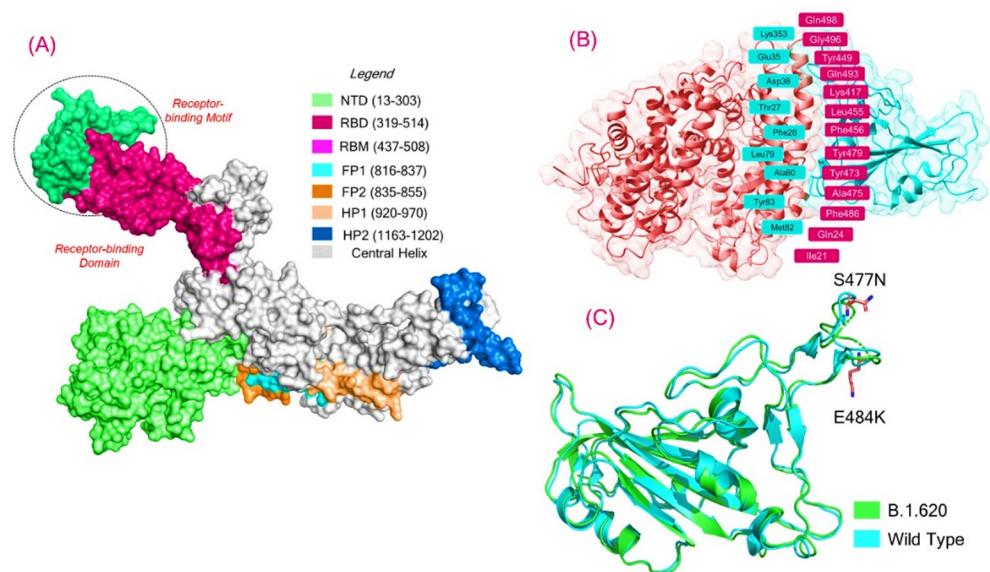 (A)
Legend
NTD (13-303)
RBD (319-514)
RBM (437-508)
FP1 (816-837)
FP2 (835-855)
HP1 (920-970)
HP2 (1163-1202)
Central Helix
Receptor-
binding Motif
Receptor-binding
Domain
(B)
Lys353
Glu35
Asp38
Thr27
Phe28
Leu79
Ala80
Tyr83
Met82
Gln498
Gly496
Tyr449
Gln493
Lys417
Leu455
Phe456
Tyr479
Tyr473
Ala475
Phe486
Gln24
Ile21
(C)
S477N
E484K
B.1.620
Wild Type